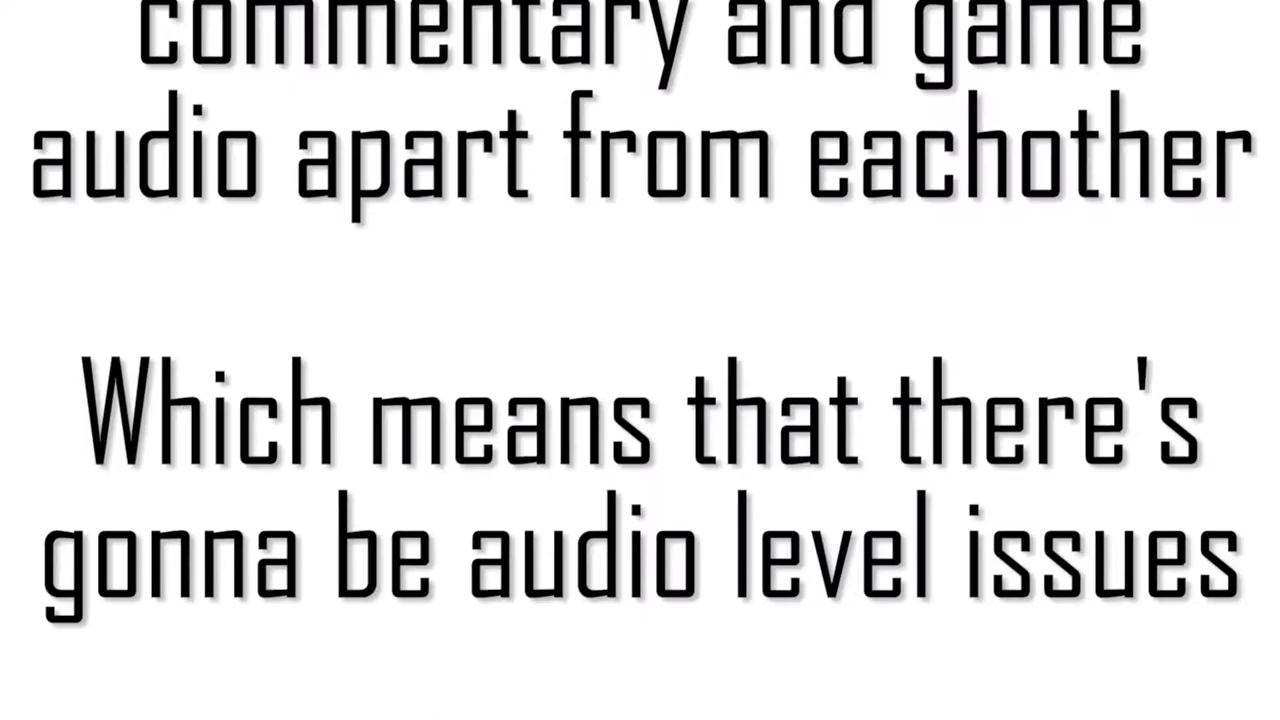 commentary and game
audio apart from eachother
Which means that there's
gonna be audio level issues